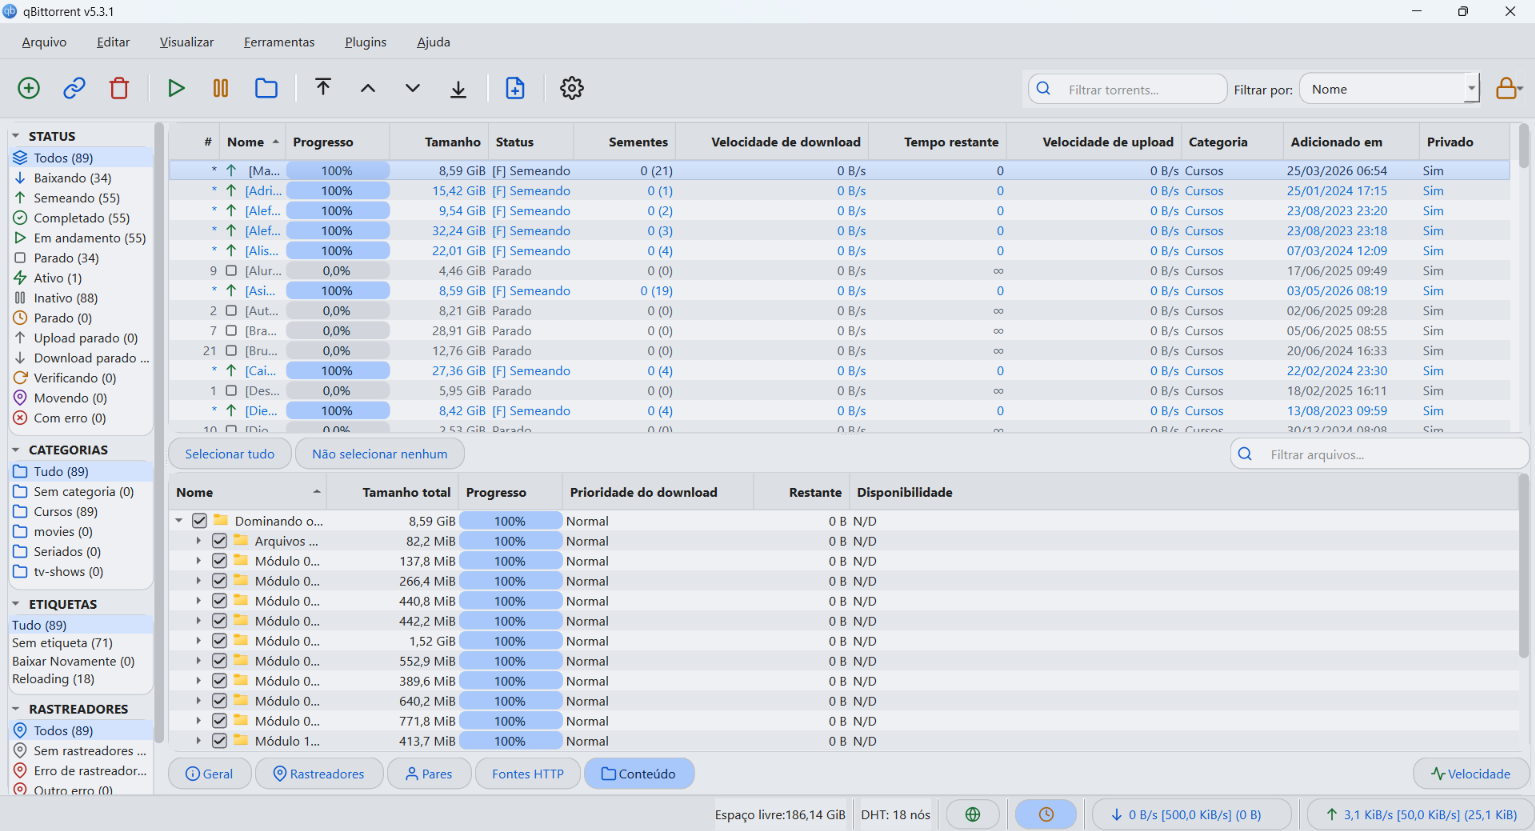 qBittorrent v5.3.1
Arquivo Editar Visualizar Ferramentas Plugins Ajuda
Filtrar torrents... Filtrar por: Nome
STATUS
Todos (89)
Baixando (34)
Semeando (55)
Completado (55)
Em andamento (55)
Parado (34)
Ativo (1)
Inativo (88)
Parado (0)
Upload parado (0)
Download parado ...
Verificando (0)
Movendo (0)
Com erro (0)
CATEGORIAS
Tudo (89)
Sem categoria (0)
Cursos (89)
movies (0)
Seriados (0)
tv-shows (0)
ETIQUETAS
Tudo (89)
Sem etiqueta (71)
Baixar Novamente (0)
Reloading (18)
RASTREADORES
Todos (89)
Sem rastreadores ...
Erro de rastreador...
Outro erro (0)
# Nome Progresso Tamanho Status Sementes Velocidade de download Tempo restante Velocidade de upload Categoria Adicionado em Privado
* [Ma... 100% 8,59 GiB [F] Semeando 0 (21) 0 B/s 0 0 B/s Cursos 25/03/2026 06:54 Sim
* [Adri... 100% 15,42 GiB [F] Semeando 0 (1) 0 B/s 0 0 B/s Cursos 25/01/2024 17:15 Sim
* [Alef... 100% 9,54 GiB [F] Semeando 0 (2) 0 B/s 0 0 B/s Cursos 23/08/2023 23:20 Sim
* [Alef... 100% 32,24 GiB [F] Semeando 0 (3) 0 B/s 0 0 B/s Cursos 23/08/2023 23:18 Sim
* [Alis... 100% 22,01 GiB [F] Semeando 0 (4) 0 B/s 0 0 B/s Cursos 07/03/2024 12:09 Sim
9 [Alur... 0,0% 4,46 GiB Parado 0 (0) 0 B/s ∞ 0 B/s Cursos 17/06/2025 09:49 Sim
* [Asi... 100% 8,59 GiB [F] Semeando 0 (19) 0 B/s 0 0 B/s Cursos 03/05/2026 08:19 Sim
2 [Aut... 0,0% 8,21 GiB Parado 0 (0) 0 B/s ∞ 0 B/s Cursos 02/06/2025 09:28 Sim
7 [Bra... 0,0% 28,91 GiB Parado 0 (0) 0 B/s ∞ 0 B/s Cursos 05/06/2025 08:55 Sim
21 [Bru... 0,0% 12,76 GiB Parado 0 (0) 0 B/s ∞ 0 B/s Cursos 20/06/2024 16:33 Sim
* [Cai... 100% 27,36 GiB [F] Semeando 0 (4) 0 B/s 0 0 B/s Cursos 22/02/2024 23:30 Sim
1 [Des... 0,0% 5,95 GiB Parado 0 (0) 0 B/s ∞ 0 B/s Cursos 18/02/2025 16:11 Sim
* [Die... 100% 8,42 GiB [F] Semeando 0 (4) 0 B/s 0 0 B/s Cursos 13/08/2023 09:59 Sim
10 [Dio... 0,0% 2,53 GiB Parado 0 (0) 0 B/s ∞ 0 B/s Cursos 30/12/2024 08:08 Sim
Selecionar tudo Não selecionar nenhum Filtrar arquivos...
Nome Tamanho total Progresso Prioridade do download Restante Disponibilidade
Dominando o... 8,59 GiB 100% Normal 0 B N/D
Arquivos ... 82,2 MiB 100% Normal 0 B N/D
Módulo 0... 137,8 MiB 100% Normal 0 B N/D
Módulo 0... 266,4 MiB 100% Normal 0 B N/D
Módulo 0... 440,8 MiB 100% Normal 0 B N/D
Módulo 0... 442,2 MiB 100% Normal 0 B N/D
Módulo 0... 1,52 GiB 100% Normal 0 B N/D
Módulo 0... 552,9 MiB 100% Normal 0 B N/D
Módulo 0... 389,6 MiB 100% Normal 0 B N/D
Módulo 0... 640,2 MiB 100% Normal 0 B N/D
Módulo 0... 771,8 MiB 100% Normal 0 B N/D
Módulo 1... 413,7 MiB 100% Normal 0 B N/D
Geral Rastreadores Pares Fontes HTTP Conteúdo Velocidade
Espaço livre:186,14 GiB DHT: 18 nós 0 B/s [500,0 KiB/s] (0 B) 3,1 KiB/s [50,0 KiB/s] (25,1 KiB)